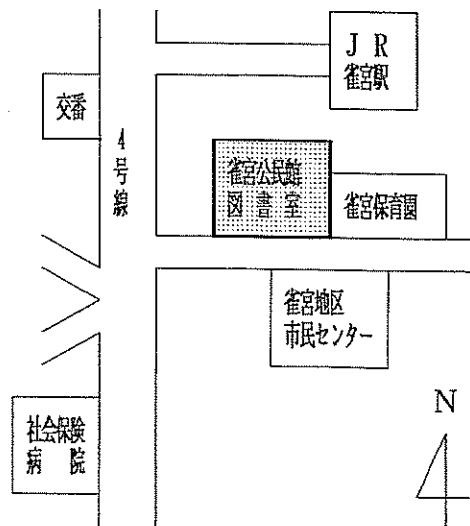 JR
雀宮駅
交番
4号線
雀宮公民館
図書室
雀宮保育園
雀宮地区
市民センター
社会保険
病院
N